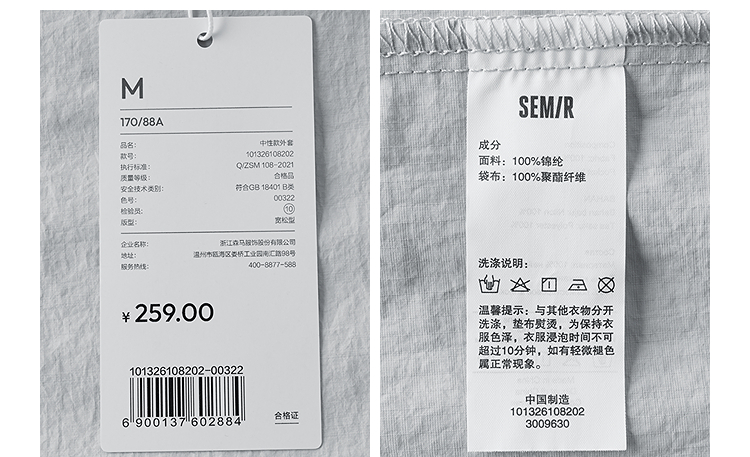 M
170/88A
品名： 中性款外套
款号： 101326108202
执行标准： Q/ZSM 108-2021
质量等级： 合格品
安全技术类别： 符合GB 18401 B类
色号： 00322
检验员： 10
版型： 宽松型
企业名称： 浙江森马服饰股份有限公司
地址： 温州市瓯海区娄桥工业园南汇路98号
服务热线： 400-8877-588
¥ 259.00
101326108202-00322
6 900137 602884
合格证
SEMIR
成分
面料：100%锦纶
袋布：100%聚酯纤维
洗涤说明：
温馨提示：与其他衣物分开
洗涤，垫布熨烫，为保持衣
服色泽，衣服浸泡时间不可
超过10分钟，如有轻微褪色
属正常现象。
中国制造
101326108202
3009630